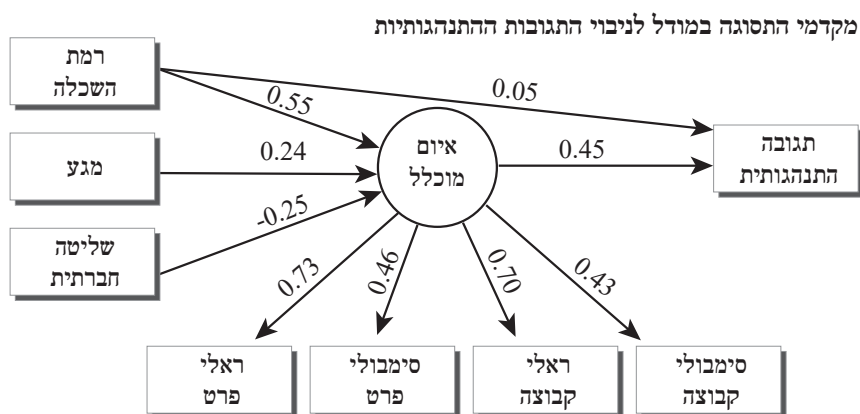 מקדמי התסוגה במודל לניבוי התגובות ההתנהגותיות
רמת
השכלה
0.05
0.55
איום
מוכלל
תגובה
התנהגותית
מגע
0.24
0.45
-0.25
שליטה
חברתית
0.73
0.46
0.70
0.43
ראלי
פרט
סימבולי
פרט
ראלי
קבוצה
סימבולי
קבוצה